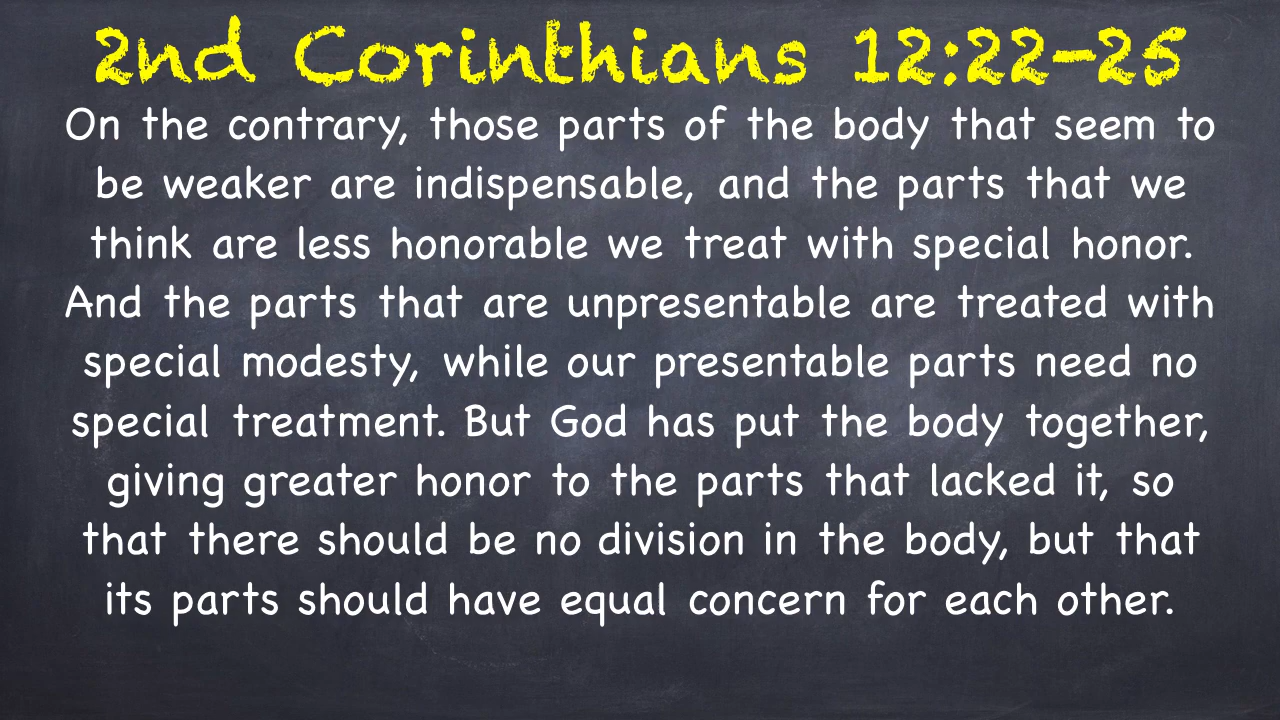 2nd Corinthians 12:22-25
On the contrary, those parts of the body that seem to
be weaker are indispensable, and the parts that we
think are less honorable we treat with special honor.
And the parts that are unpresentable are treated with
special modesty, while our presentable parts need no
special treatment. But God has put the body together,
giving greater honor to the parts that lacked it, so
that there should be no division in the body, but that
its parts should have equal concern for each other.